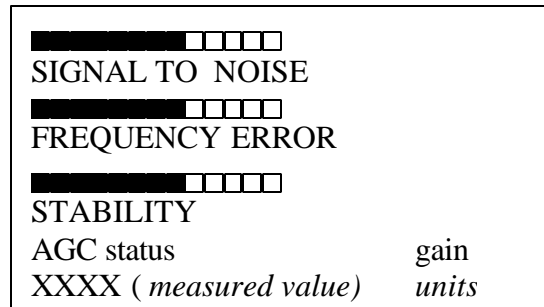 SIGNAL TO NOISE
FREQUENCY ERROR
STABILITY
AGC status gain
XXXX ( measured value) units